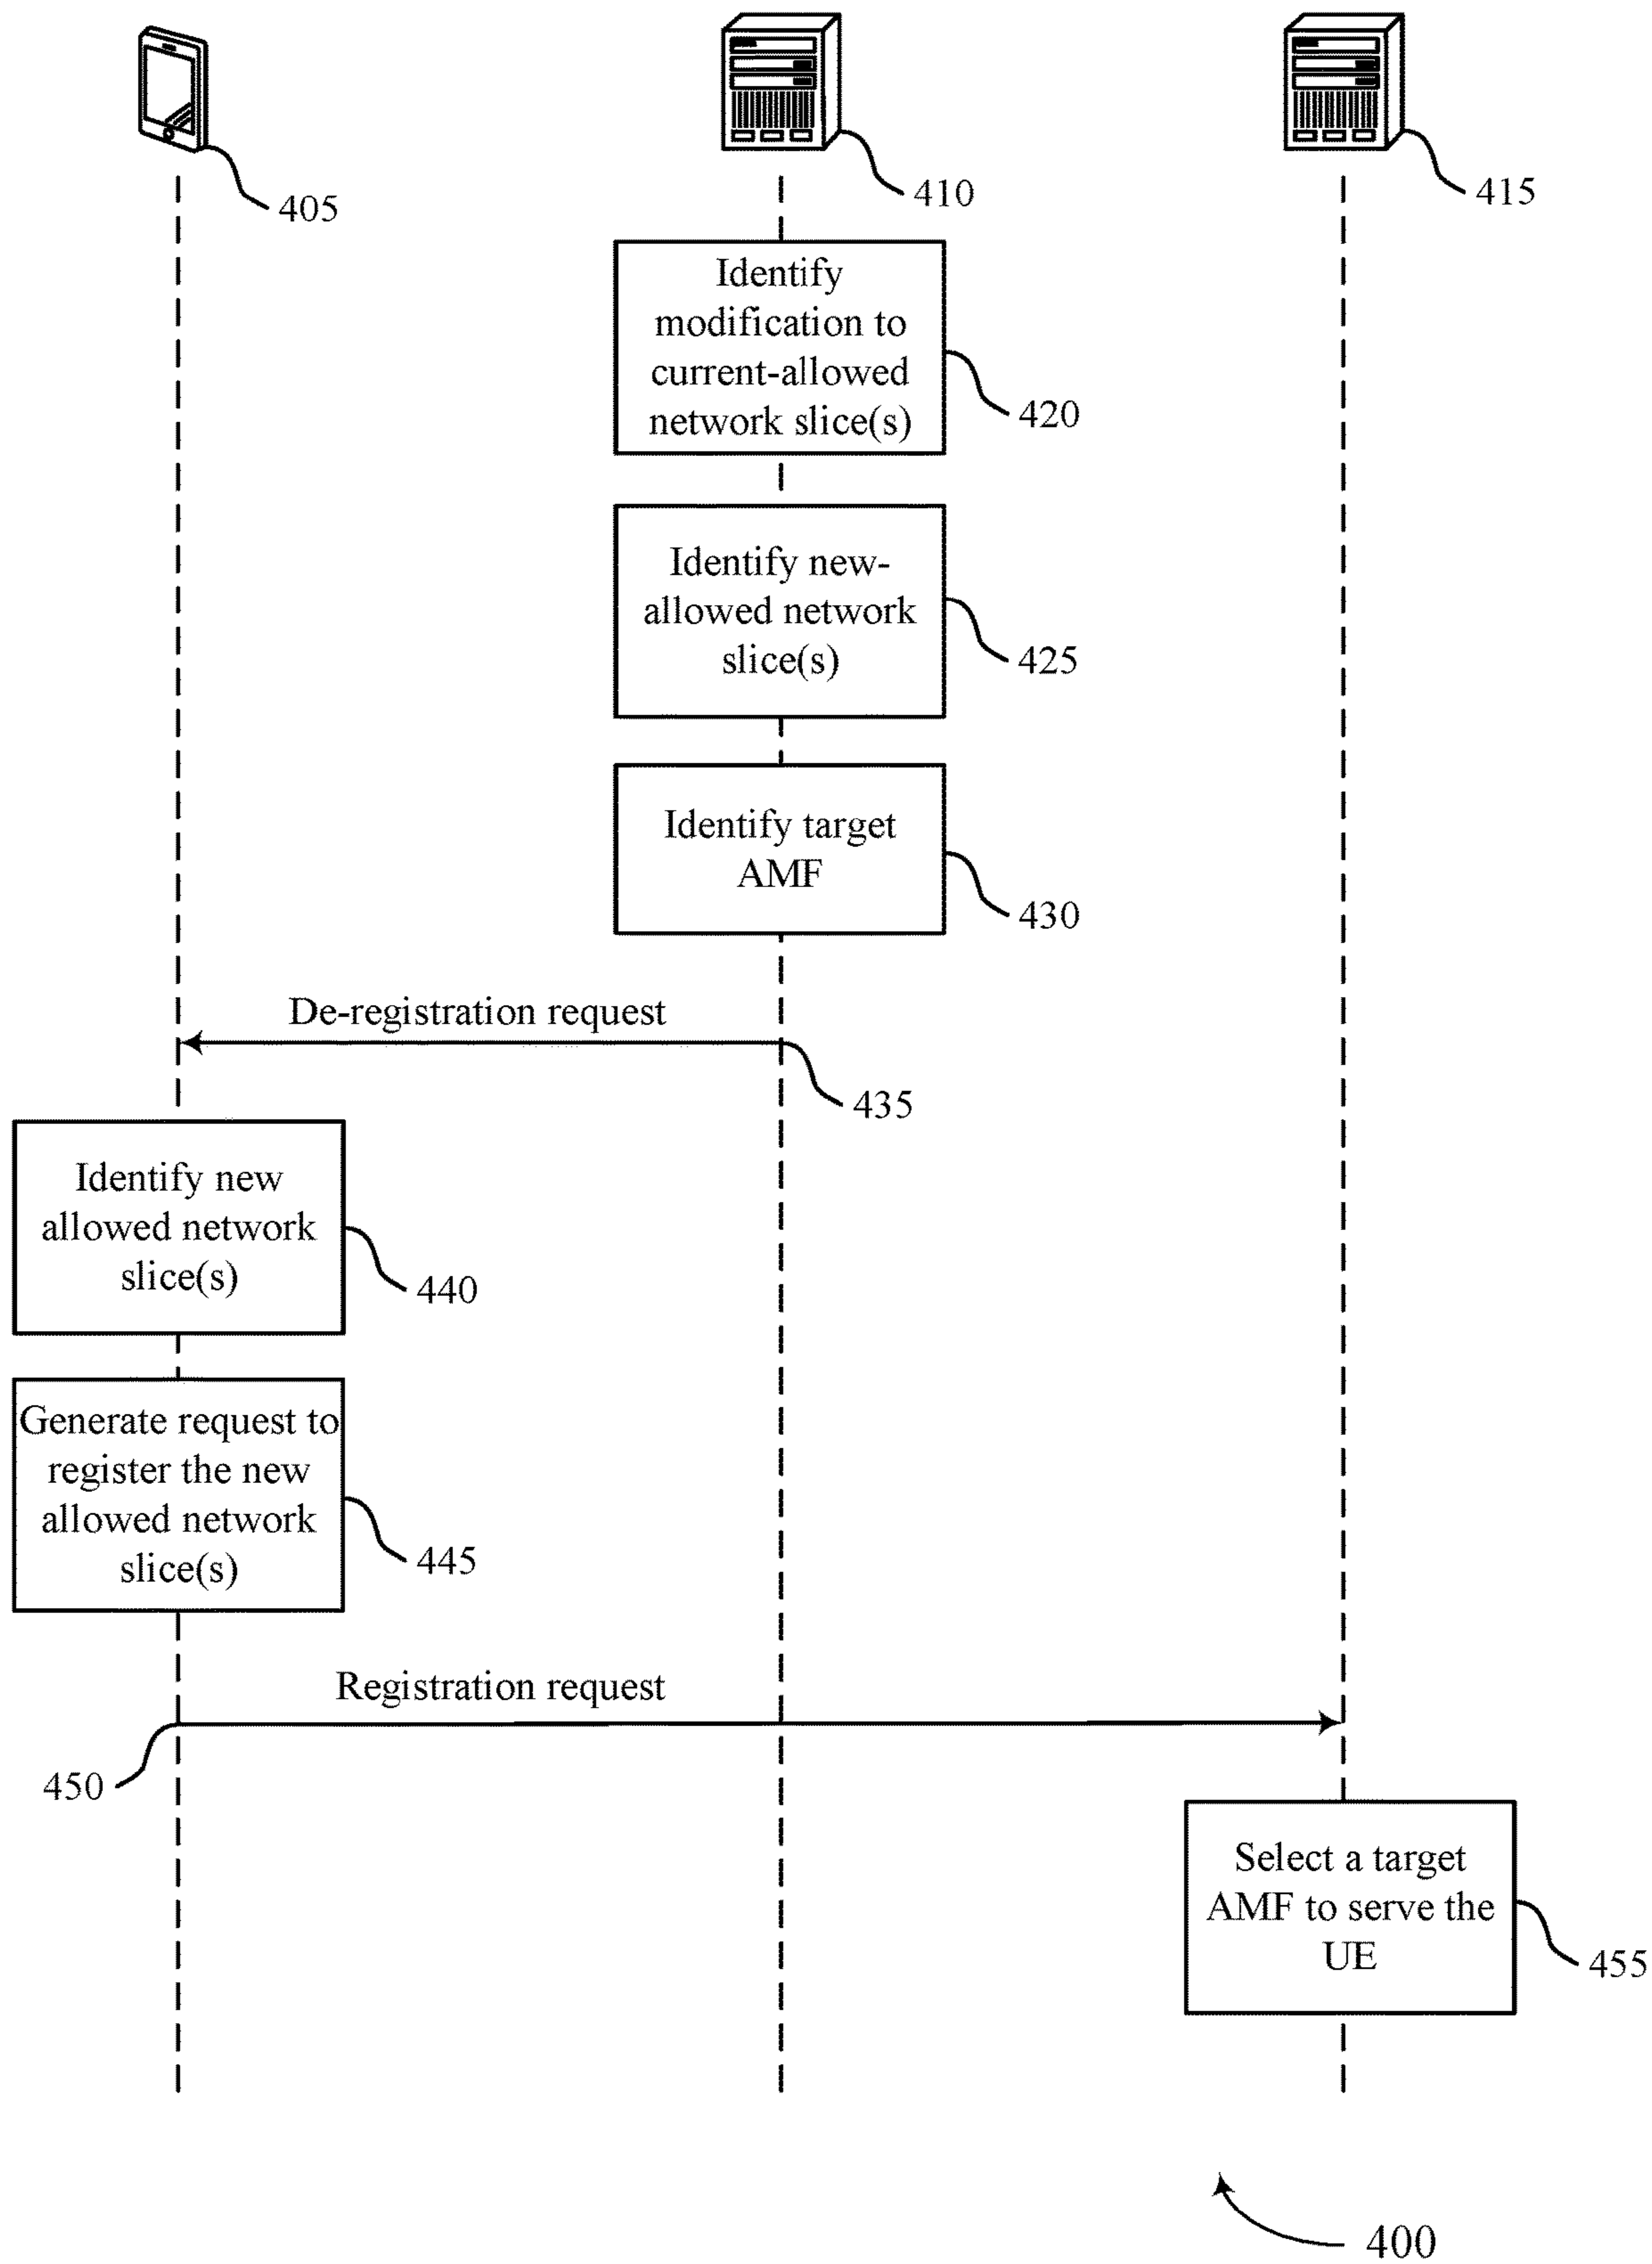 405
410
415
Identify
modification to
current-allowed
network slice(s)
420
Identify new-
allowed network
slice(s)
425
Identify target
AMF
430
De-registration request
435
Identify new
allowed network
slice(s)
440
Generate request to
register the new
allowed network
slice(s)
445
Registration request
450
Select a target
AMF to serve the
UE
455
400